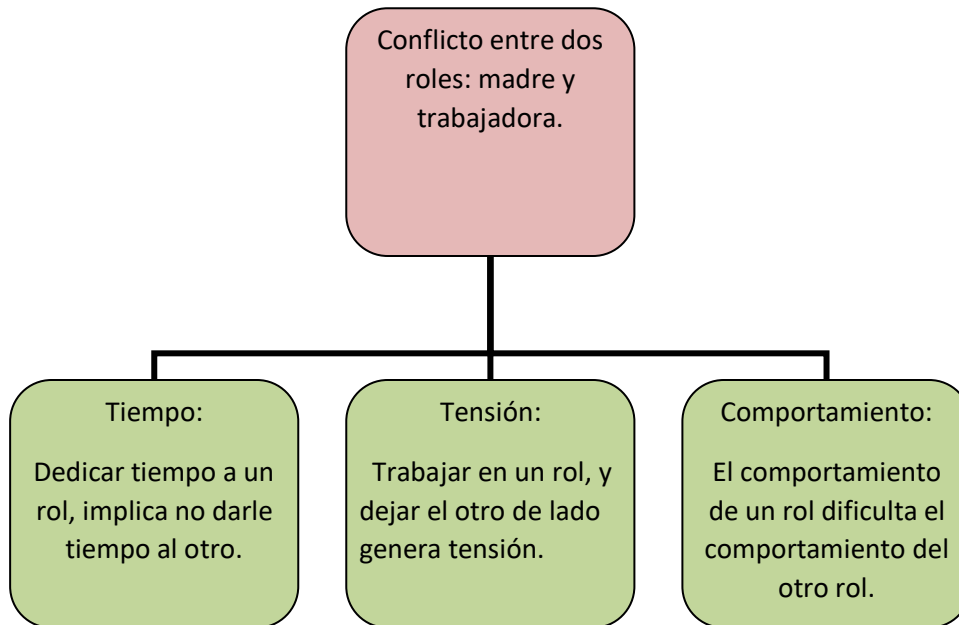 Conflicto entre dos
roles: madre y
trabajadora.
Tiempo:
Dedicar tiempo a un
rol, implica no darle
tiempo al otro.
Tensión:
Trabajar en un rol, y
dejar el otro de lado
genera tensión.
Comportamiento:
El comportamiento
de un rol dificulta el
comportamiento del
otro rol.